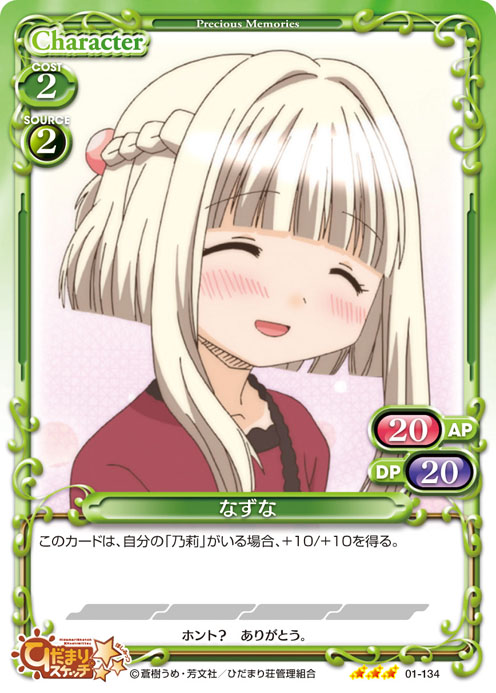 Precious Memories
Character
COST
2
SOURCE
2
20 AP
DP 20
なずな
このカードは、自分の「乃莉」がいる場合、+10/+10を得る。
ホント? ありがとう。
ひだまり
スケッチ
©蒼樹うめ・芳文社/ひだまり荘管理組合
01-134